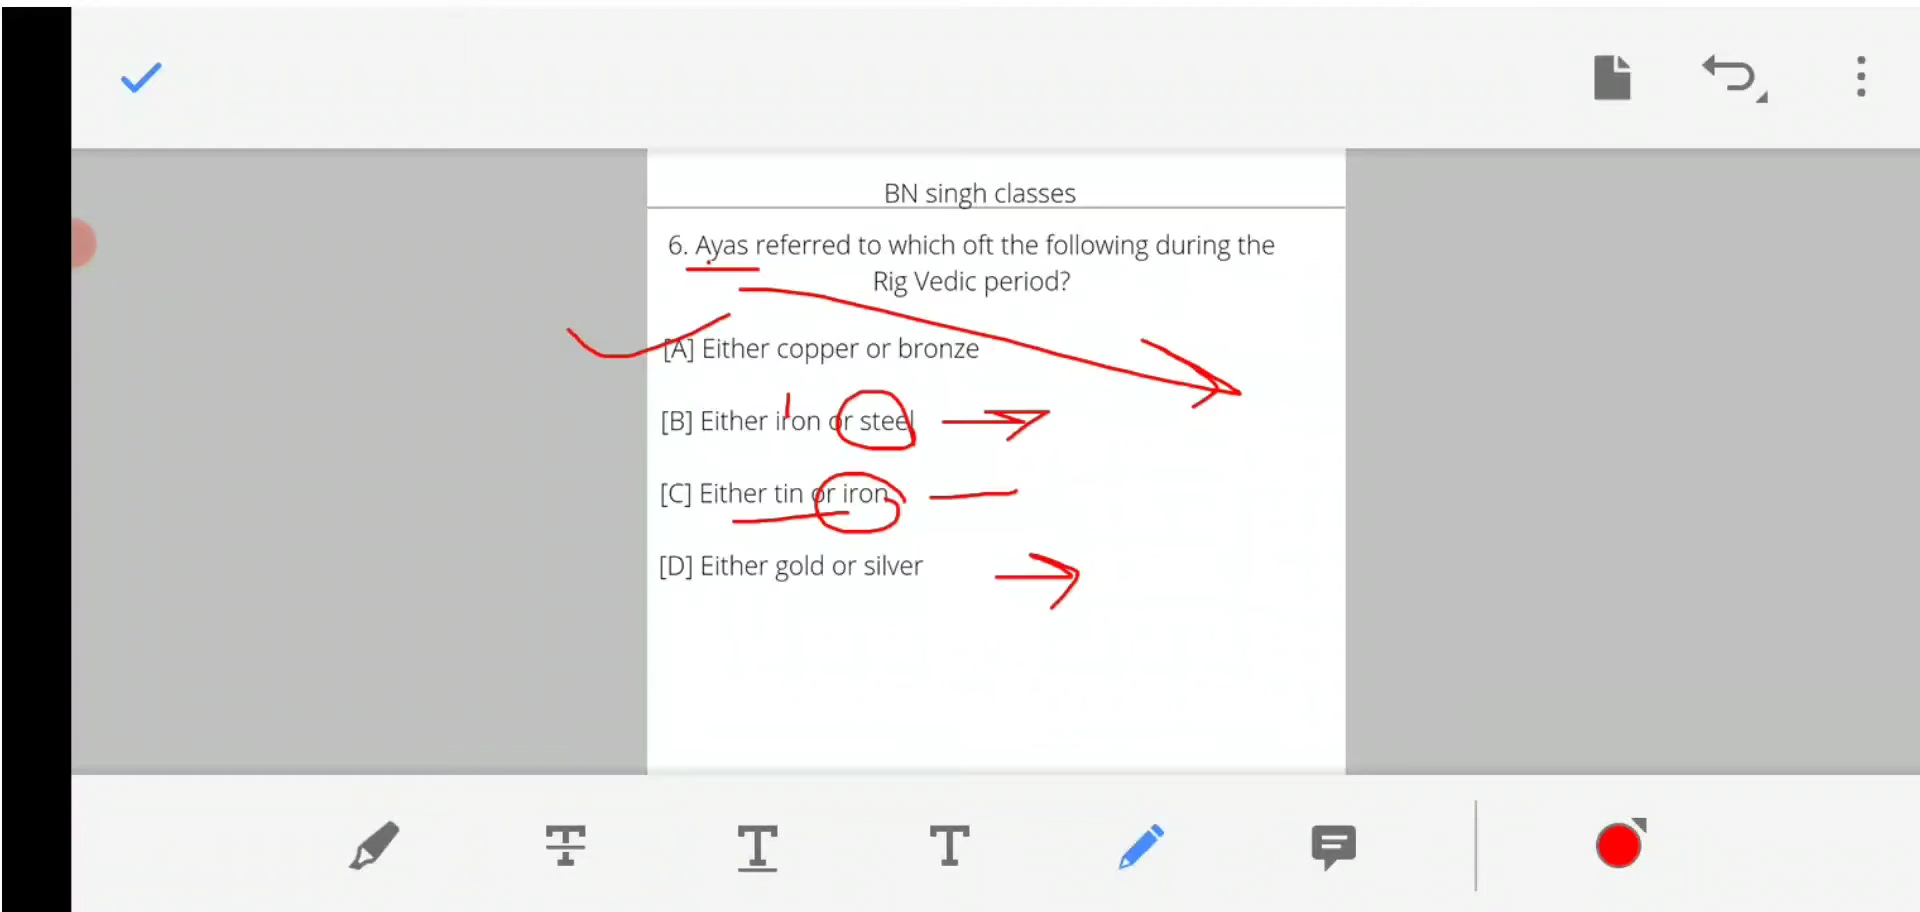 BN singh classes
6. Ayas referred to which oft the following during the
Rig Vedic period?
[A] Either copper or bronze
[B] Either iron or steel
[C] Either tin or iron
[D] Either gold or silver